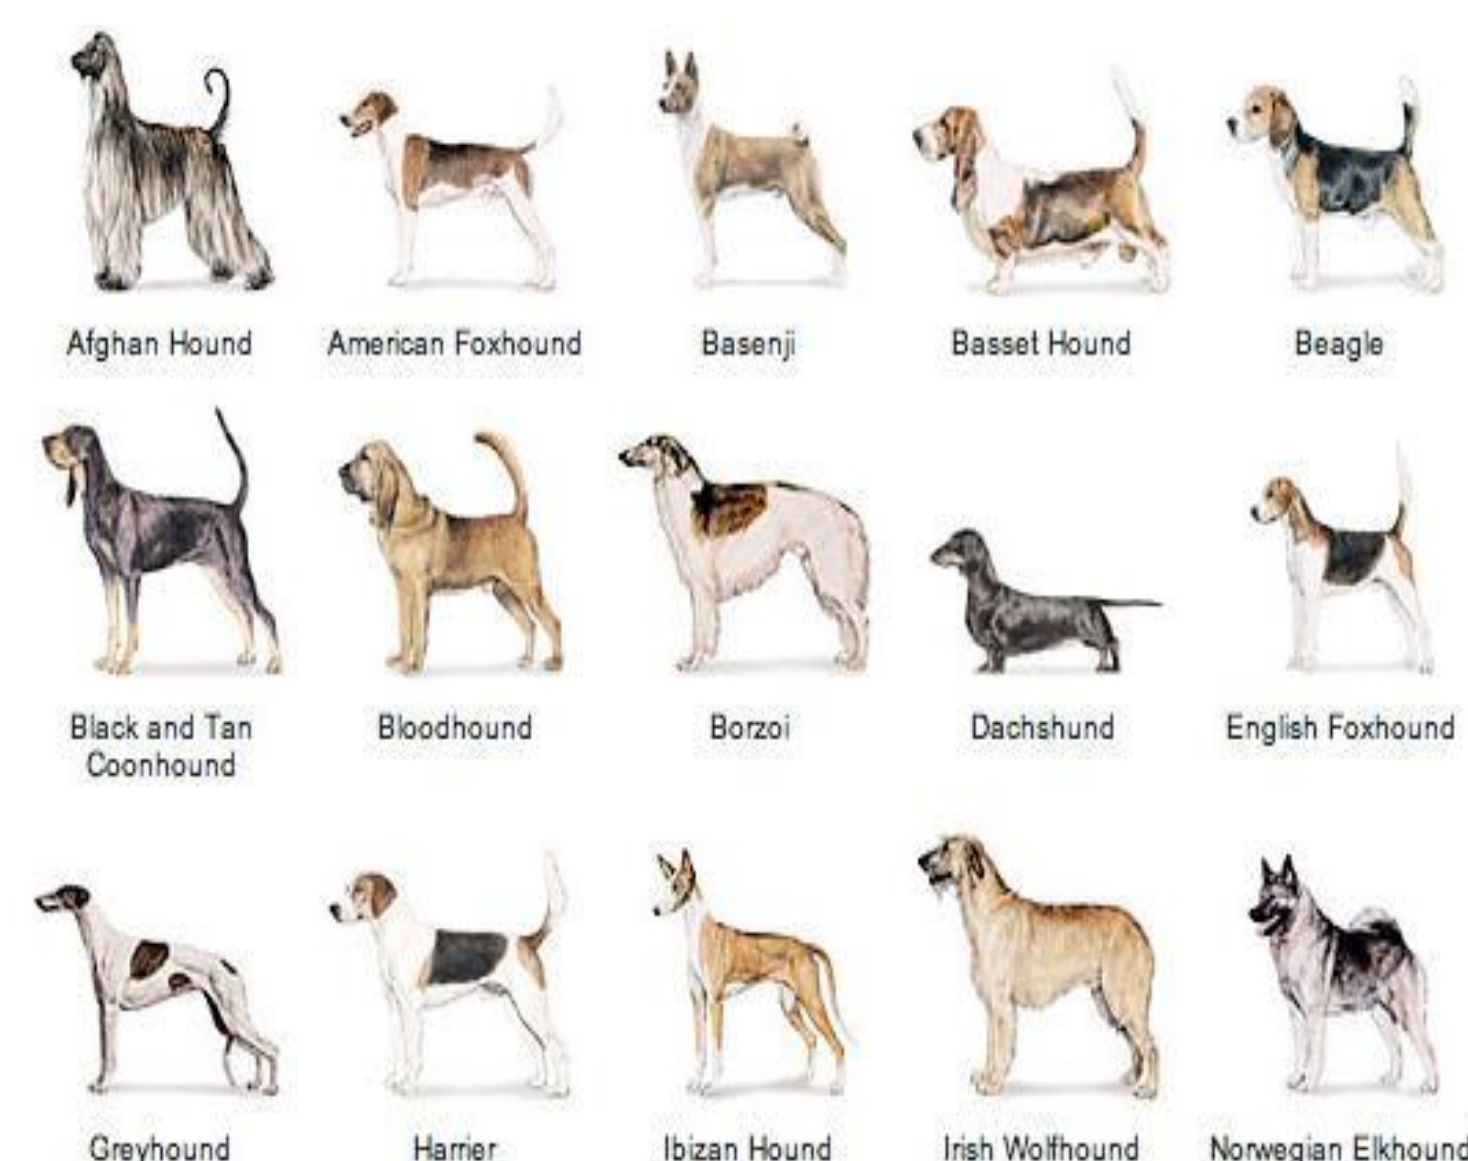 Afghan Hound
American Foxhound
Basenji
Basset Hound
Beagle
Black and Tan
Coonhound
Bloodhound
Borzoi
Dachshund
English Foxhound
Greyhound
Harrier
Ibizan Hound
Irish Wolfhound
Norwegian Elkhound